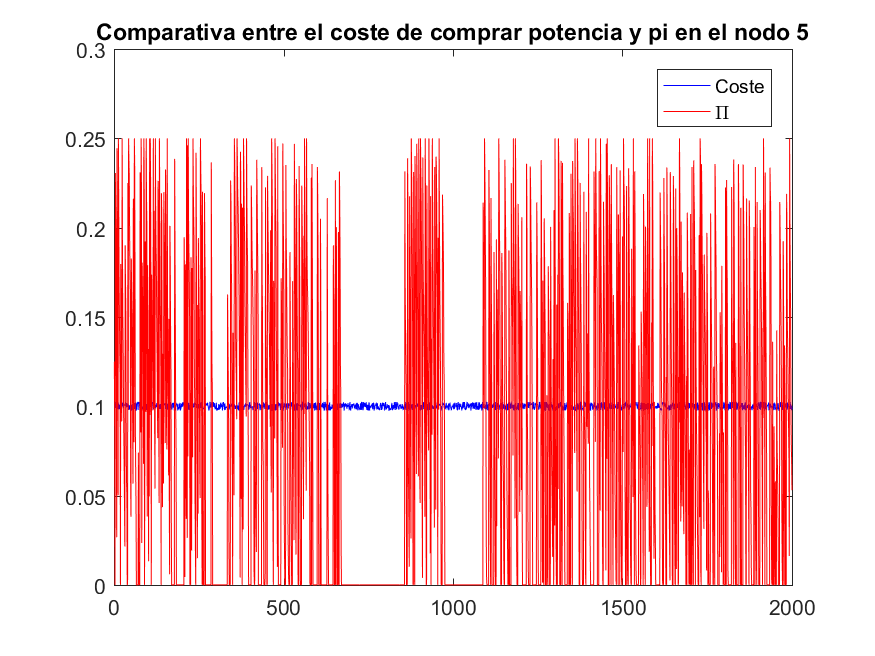 Comparativa entre el coste de comprar potencia y pi en el nodo 5
0.3
Coste
Π
0.25
0.2
0.15
0.1
0.05
0
0 500 1000 1500 2000